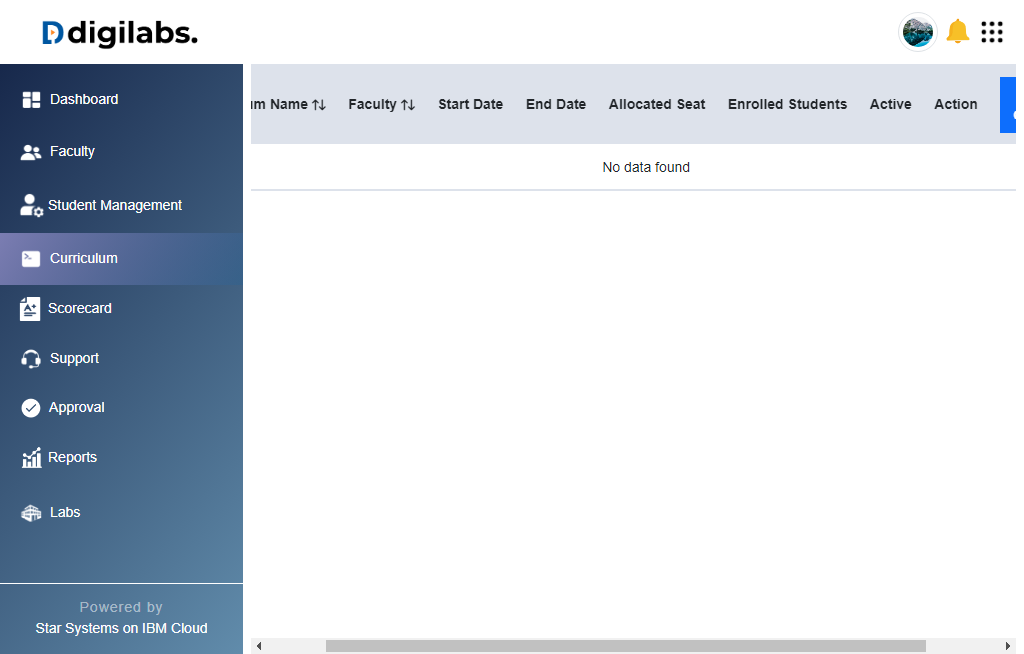 digilabs.
Dashboard
Faculty
Student Management
Curriculum
Scorecard
Support
Approval
Reports
Labs
Powered by
Star Systems on IBM Cloud
Name Faculty Start Date End Date Allocated Seat Enrolled Students Active Action
No data found